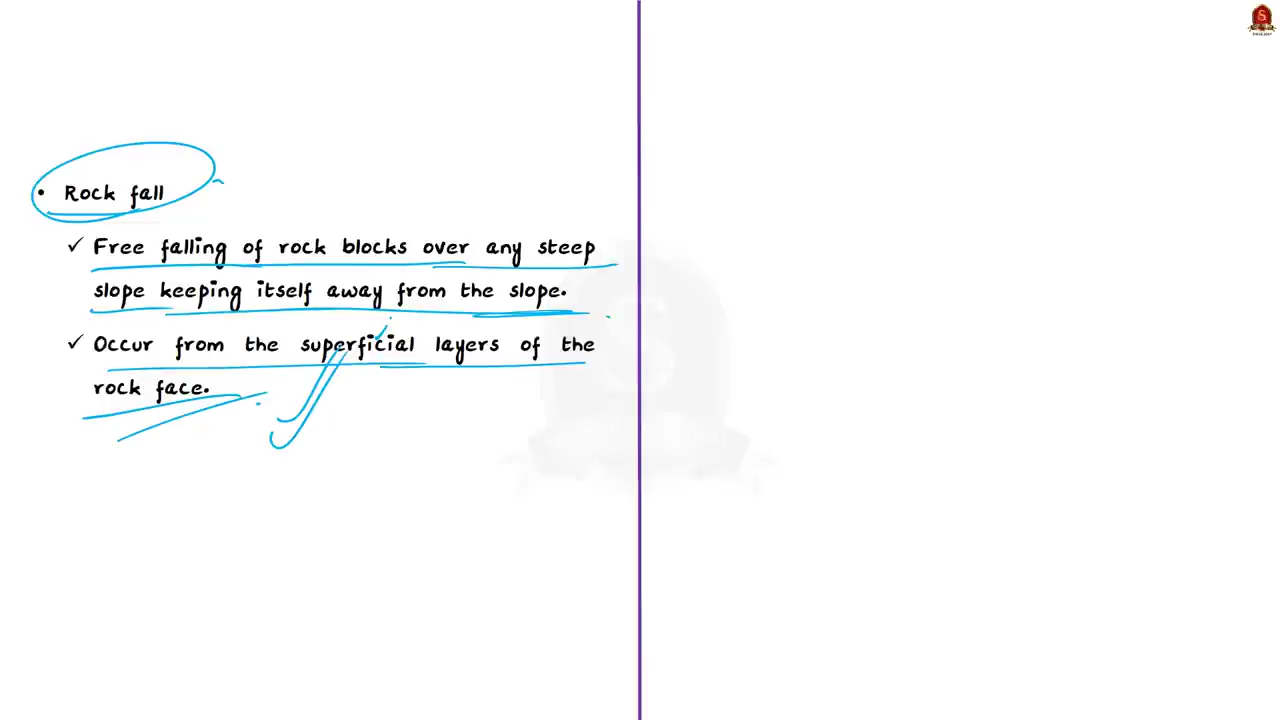 • Rock fall
✓ Free falling of rock blocks over any steep
slope keeping itself away from the slope.
✓ Occur from the superficial layers of the
rock face.